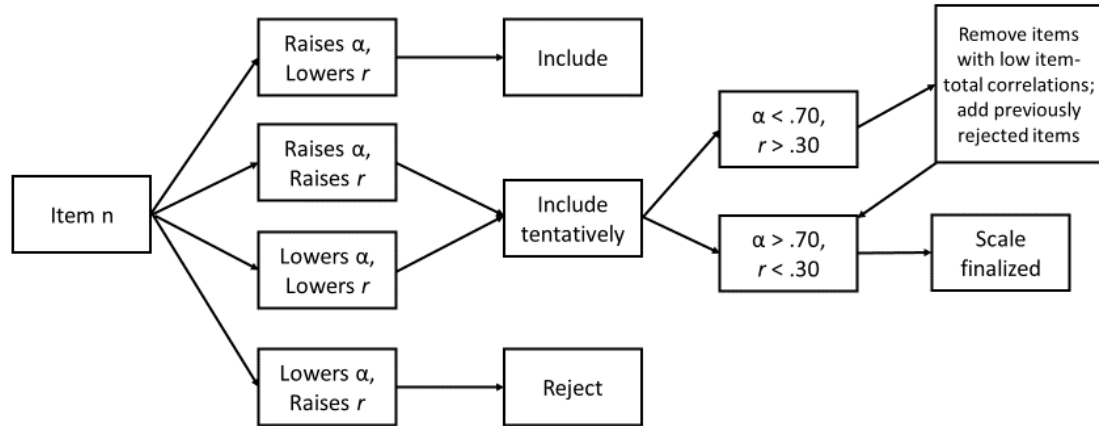 Item n
Raises α,
Lowers r
Raises α,
Raises r
Lowers α,
Lowers r
Lowers α,
Raises r
Include
Include
tentatively
Reject
α < .70,
r > .30
α > .70,
r < .30
Remove items
with low item-
total correlations;
add previously
rejected items
Scale
finalized